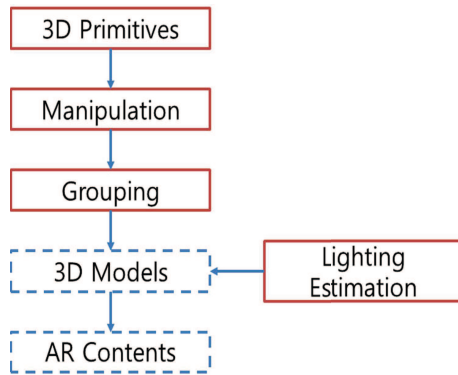 3D Primitives
Manipulation
Grouping
3D Models
Lighting
Estimation
AR Contents